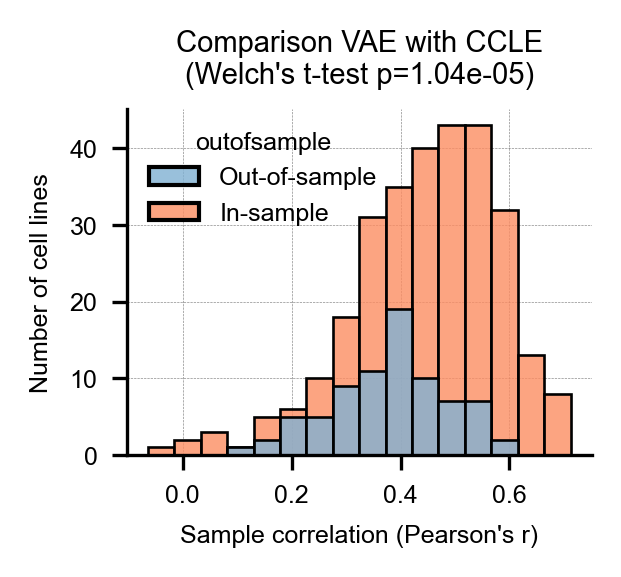 Comparison VAE with CCLE
(Welch's t-test p=1.04e-05)
outofsample
Out-of-sample
In-sample
Number of cell lines
40
30
20
10
0
0.0 0.2 0.4 0.6
Sample correlation (Pearson's r)